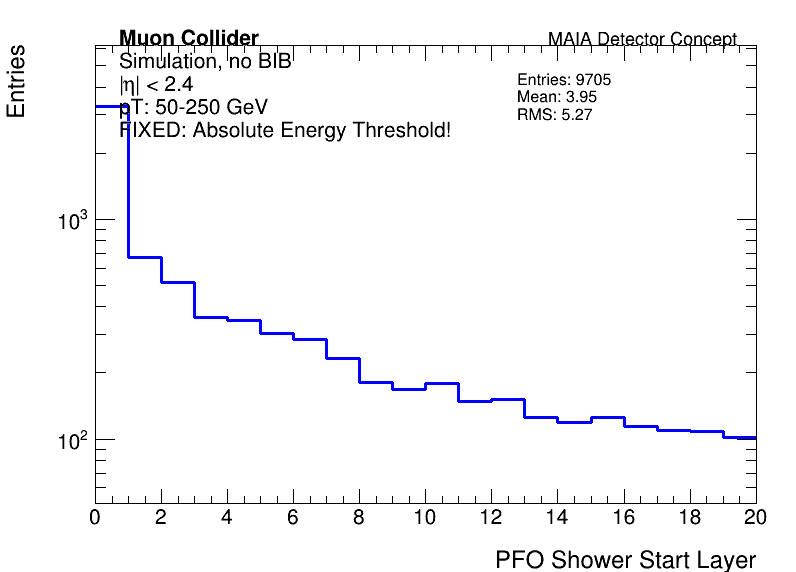 Muon Collider
MAIA Detector Concept
Simulation, no BIB
|η| < 2.4
pT: 50-250 GeV
FIXED: Absolute Energy Threshold!
Entries: 9705
Mean: 3.95
RMS: 5.27
Entries
10³
10²
0 2 4 6 8 10 12 14 16 18 20
PFO Shower Start Layer